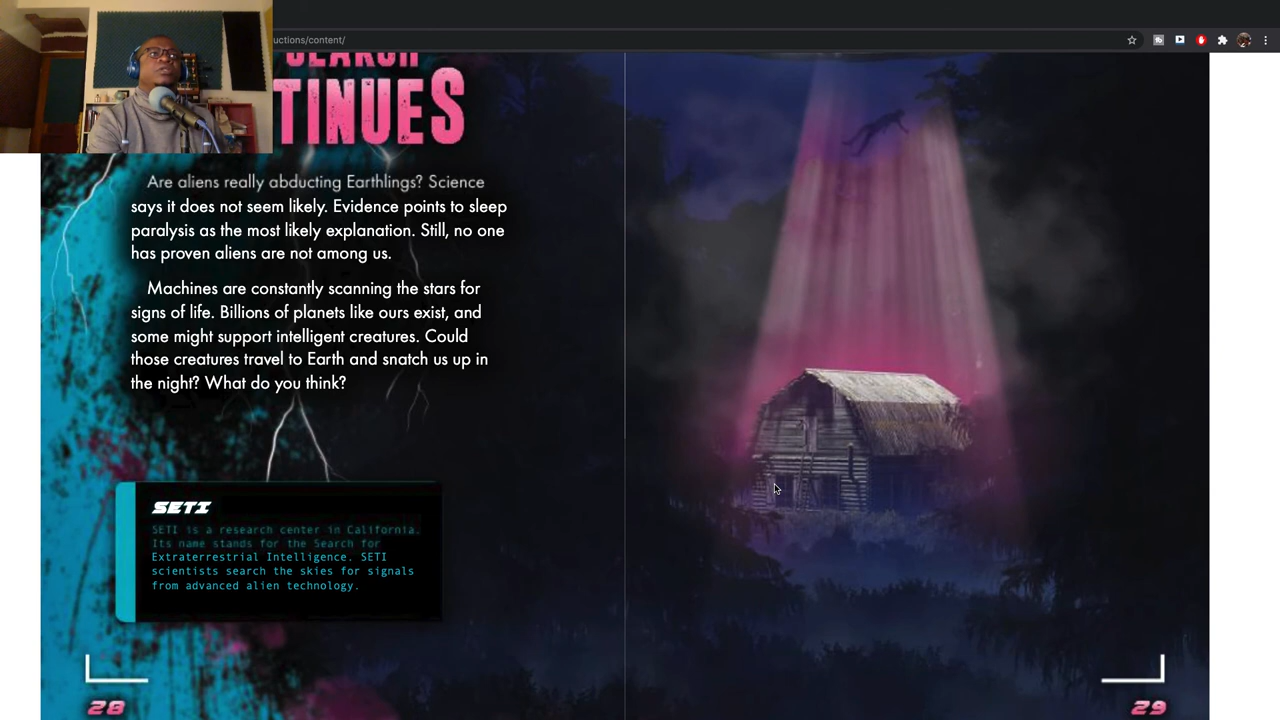 uctions/content/
SEARCH
TINUES
Are aliens really abducting Earthlings? Science
says it does not seem likely. Evidence points to sleep
paralysis as the most likely explanation. Still, no one
has proven aliens are not among us.
Machines are constantly scanning the stars for
signs of life. Billions of planets like ours exist, and
some might support intelligent creatures. Could
those creatures travel to Earth and snatch us up in
the night? What do you think?
SETI
SETI is a research center in California.
Its name stands for the Search for
Extraterrestrial Intelligence. SETI
scientists search the skies for signals
from advanced alien technology.
28
29